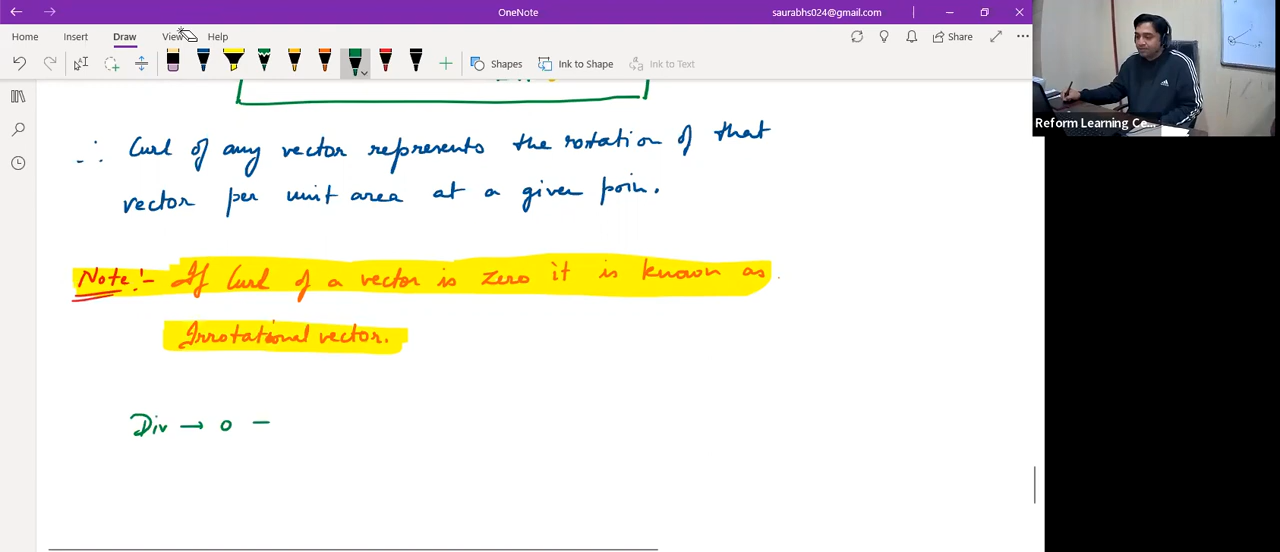 OneNote
saurabhs024@gmail.com
Home Insert Draw View Help
Share
Shapes Ink to Shape Ink to Text
∴ Curl of any vector represents the rotation of that
vector per unit area at a given poin.
Note:- If Curl of a vector is zero it is known as
Irrotational vector.
Div → 0 –
Reform Learning Ce...